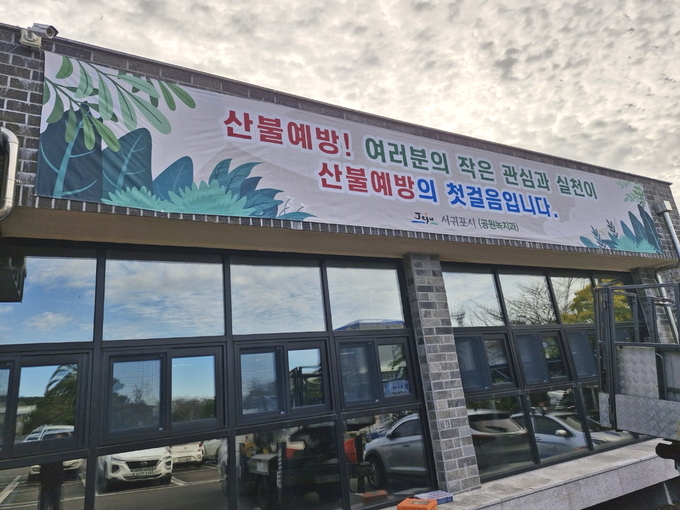 산불예방! 여러분의 작은 관심과 실천이
산불예방의 첫걸음입니다.
Jeju 서귀포시 (공원녹지과)